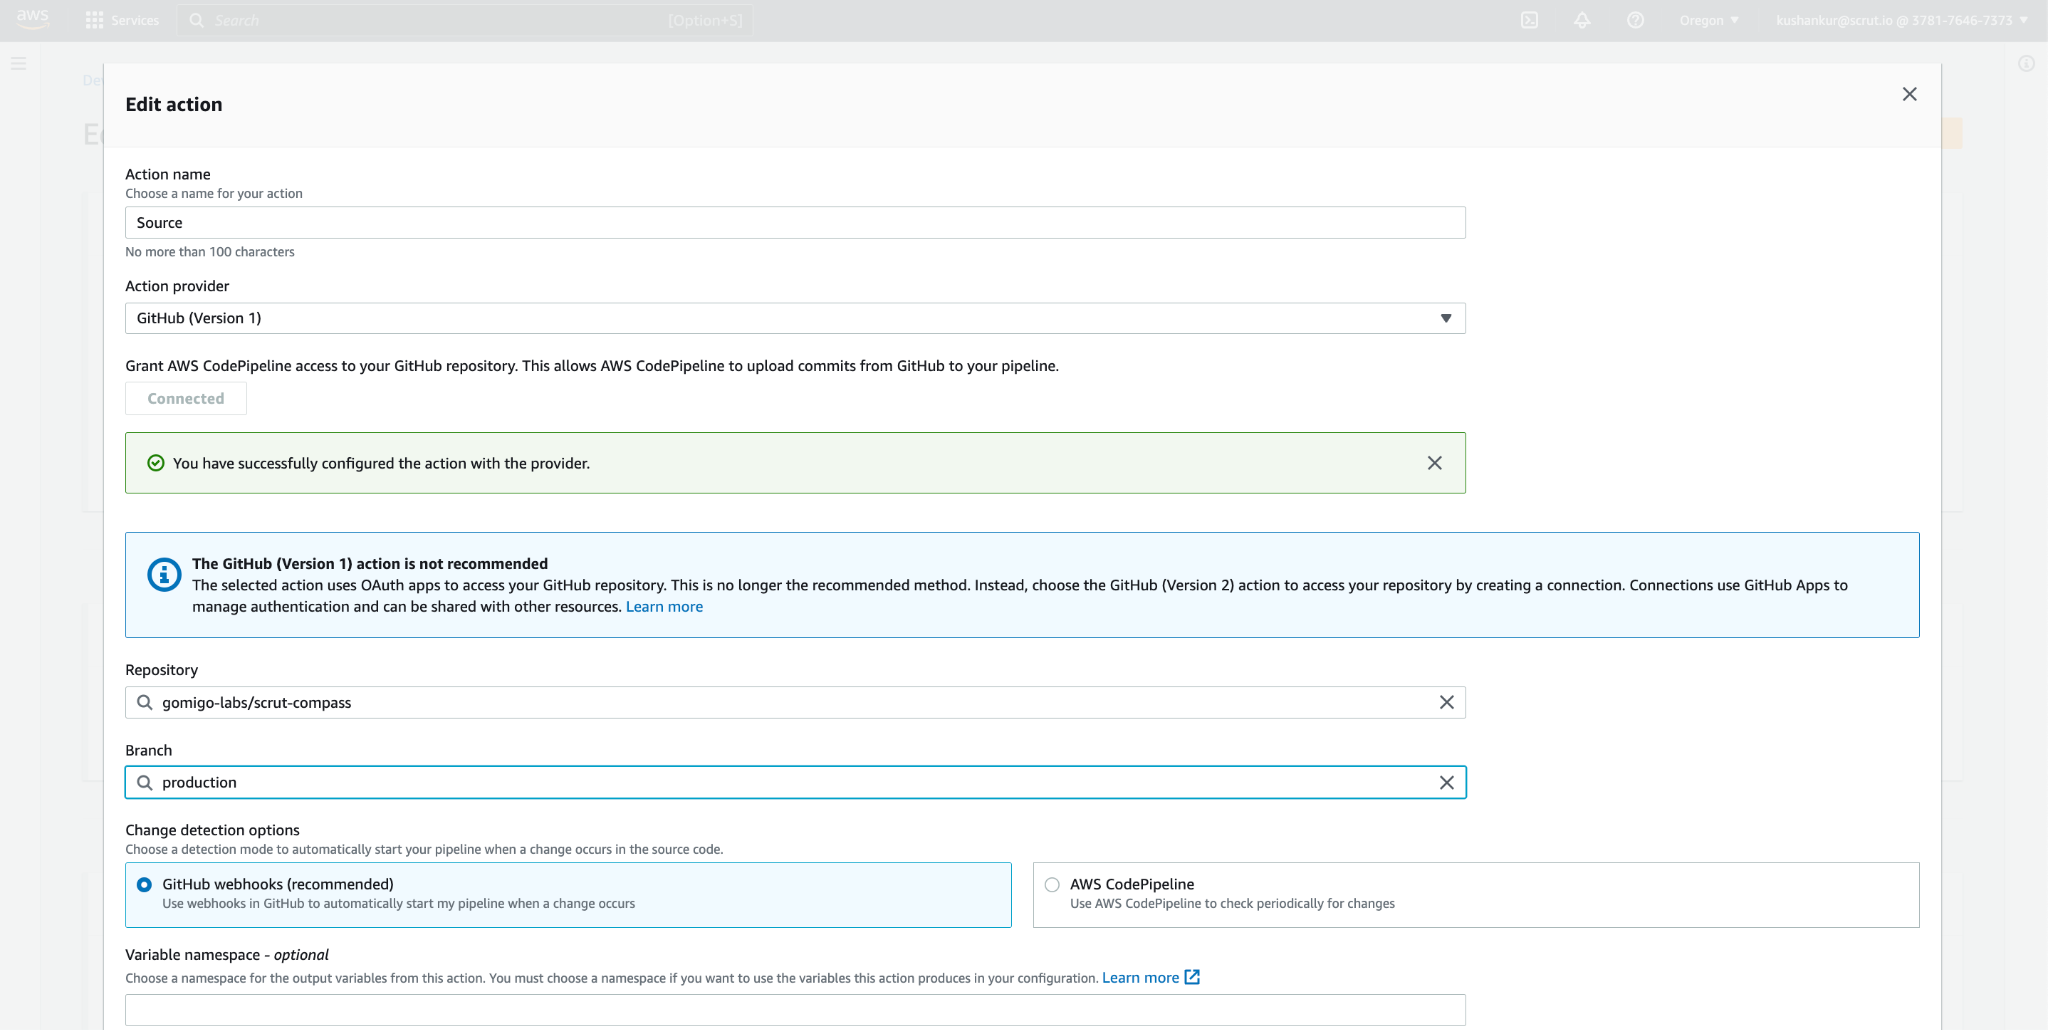 aws
Services
Search
[Option+S]
Oregon
kushankur@scrut.io @ 3781-7646-7373
Edit action
Action name
Choose a name for your action
Source
No more than 100 characters
Action provider
GitHub (Version 1)
Grant AWS CodePipeline access to your GitHub repository. This allows AWS CodePipeline to upload commits from GitHub to your pipeline.
Connected
You have successfully configured the action with the provider.
The GitHub (Version 1) action is not recommended
The selected action uses OAuth apps to access your GitHub repository. This is no longer the recommended method. Instead, choose the GitHub (Version 2) action to access your repository by creating a connection. Connections use GitHub Apps to
manage authentication and can be shared with other resources. Learn more
Repository
gomigo-labs/scrut-compass
Branch
production
Change detection options
Choose a detection mode to automatically start your pipeline when a change occurs in the source code.
GitHub webhooks (recommended)
Use webhooks in GitHub to automatically start my pipeline when a change occurs
AWS CodePipeline
Use AWS CodePipeline to check periodically for changes
Variable namespace - optional
Choose a namespace for the output variables from this action. You must choose a namespace if you want to use the variables this action produces in your configuration. Learn more